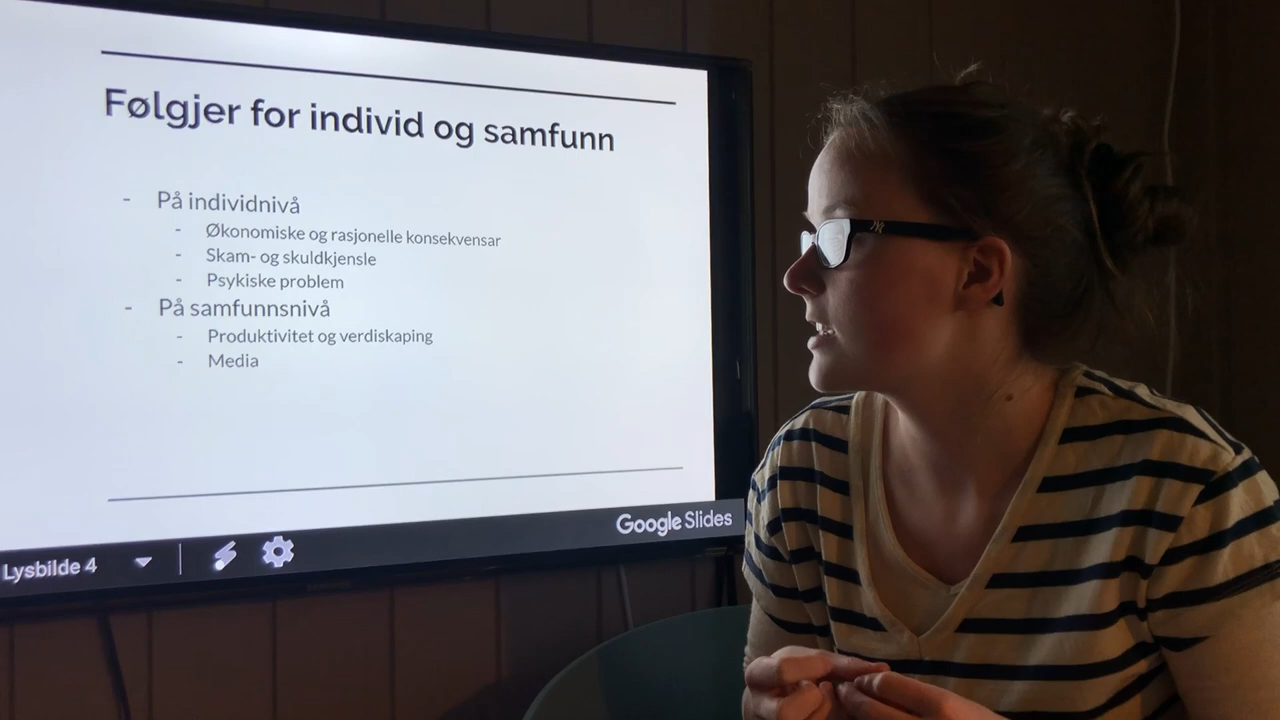 Følgjer for individ og samfunn
- På individnivå
- Økonomiske og rasjonelle konsekvensar
- Skam- og skuldkjensle
- Psykiske problem
- På samfunnsnivå
- Produktivitet og verdiskaping
- Media
Google Slides
Lysbilde 4